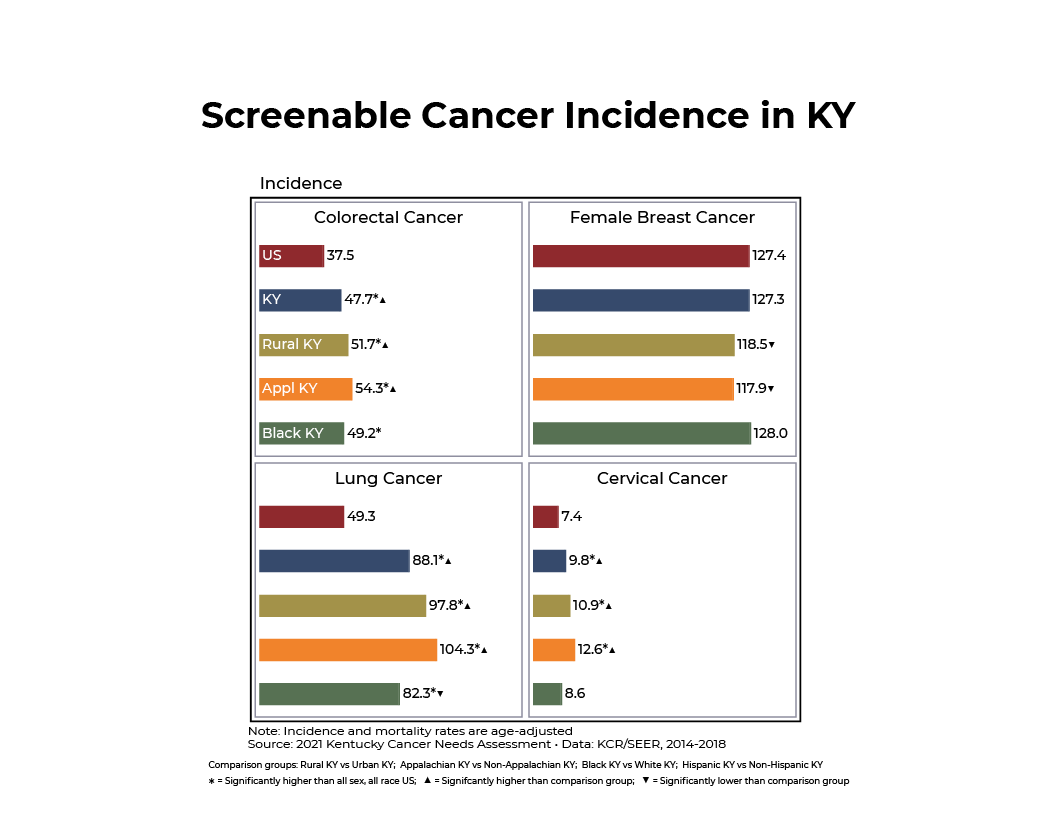 Screenable Cancer Incidence in KY
Incidence
Colorectal Cancer
US 37.5
KY 47.7*▲
Rural KY 51.7*▲
Appl KY 54.3*▲
Black KY 49.2*
Female Breast Cancer
127.4
127.3
118.5▼
117.9▼
128.0
Lung Cancer
49.3
88.1*▲
97.8*▲
104.3*▲
82.3*▼
Cervical Cancer
7.4
9.8*▲
10.9*▲
12.6*▲
8.6
Note: Incidence and mortality rates are age-adjusted
Source: 2021 Kentucky Cancer Needs Assessment • Data: KCR/SEER, 2014-2018
Comparison groups: Rural KY vs Urban KY; Appalachian KY vs Non-Appalachian KY; Black KY vs White KY; Hispanic KY vs Non-Hispanic KY
* = Significantly higher than all sex, all race US; ▲ = Signifcantly higher than comparison group; ▼ = Significantly lower than comparison group